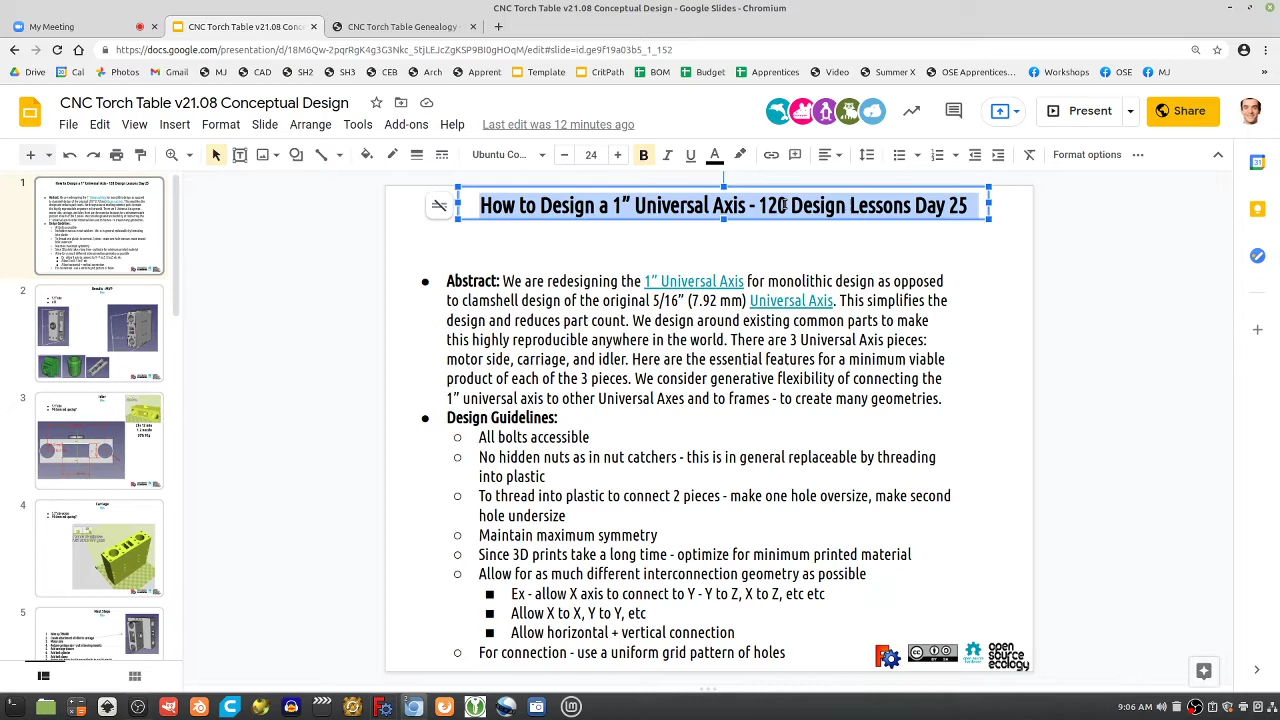 CNC Torch Table v21.08 Conceptual Design - Google Slides - Chromium
My Meeting
CNC Torch Table v21.08 Conce
CNC Torch Table Genealogy -
https://docs.google.com/presentation/d/18M6Qw-2pqrRgK4g3G3Nkc_5tjLEJcZgKSP9BI0gHOqM/edit#slide=id.ge9f19a03b5_1_152
Drive
Cal
Photos
Gmail
MJ
CAD
SH2
SH3
CEB
Arch
Apprent
Template
CritPath
BOM
Budget
Apprentices
Video
Summer X
OSE Apprentices...
Workshops
OSE
MJ
»
CNC Torch Table v21.08 Conceptual Design
File Edit View Insert Format Slide Arrange Tools Add-ons Help Last edit was 12 minutes ago
Present
Share
Ubuntu Co...
24
B I U A
Format options
1
2
3
4
5
How to Design a 1” Universal Axis - 120 Design Lessons Day 25
● Abstract: We are redesigning the 1” Universal Axis for monolithic design as opposed
to clamshell design of the original 5/16” (7.92 mm) Universal Axis. This simplifies the
design and reduces part count. We design around existing common parts to make
this highly reproducible anywhere in the world. There are 3 Universal Axis pieces:
motor side, carriage, and idler. Here are the essential features for a minimum viable
product of each of the 3 pieces. We consider generative flexibility of connecting the
1” universal axis to other Universal Axes and to frames - to create many geometries.
● Design Guidelines:
○ All bolts accessible
○ No hidden nuts as in nut catchers - this is in general replaceable by threading
into plastic
○ To thread into plastic to connect 2 pieces - make one hole oversize, make second
hole undersize
○ Maintain maximum symmetry
○ Since 3D prints take a long time - optimize for minimum printed material
○ Allow for as much different interconnection geometry as possible
■ Ex - allow X axis to connect to Y - Y to Z, X to Z, etc etc
■ Allow X to X, Y to Y, etc
■ Allow horizontal + vertical connection
○ For connection - use a uniform grid pattern of holes
open
source
ecology
9:06 AM